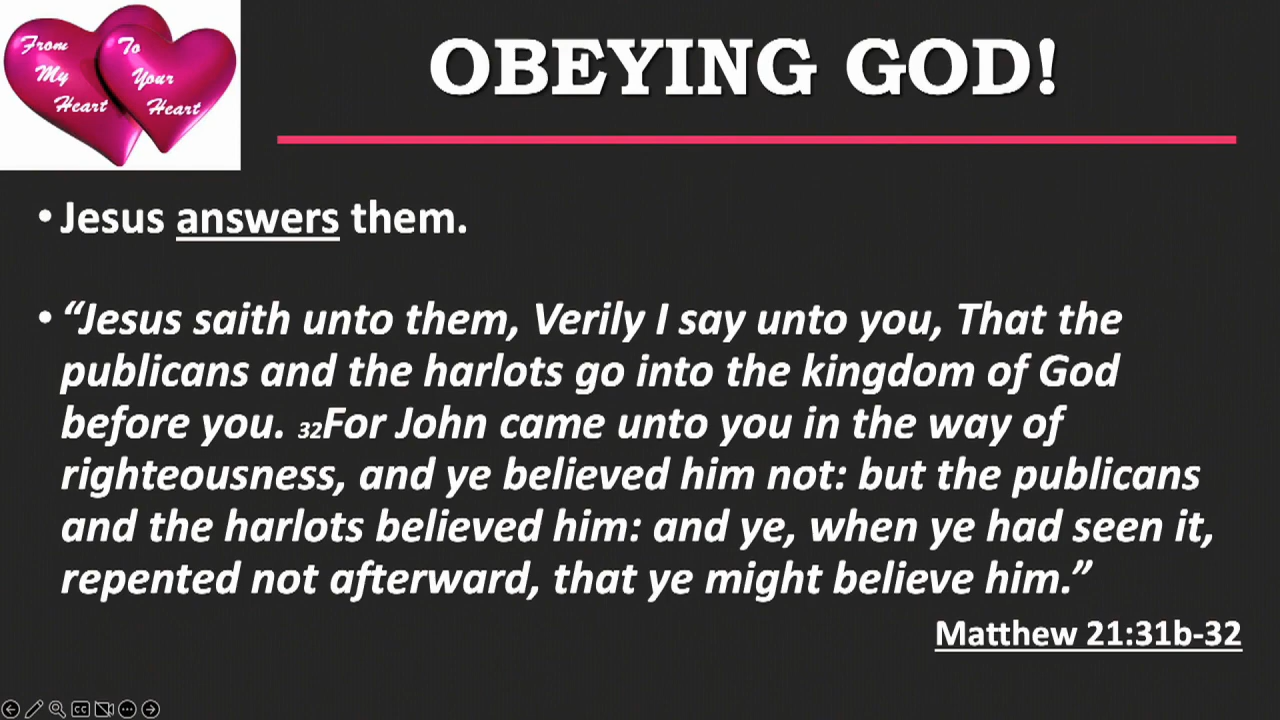 From
My
Heart
To
Your
Heart
OBEYING GOD!
• Jesus answers them.
• “Jesus saith unto them, Verily I say unto you, That the
publicans and the harlots go into the kingdom of God
before you. 32For John came unto you in the way of
righteousness, and ye believed him not: but the publicans
and the harlots believed him: and ye, when ye had seen it,
repented not afterward, that ye might believe him.”
Matthew 21:31b-32
CC